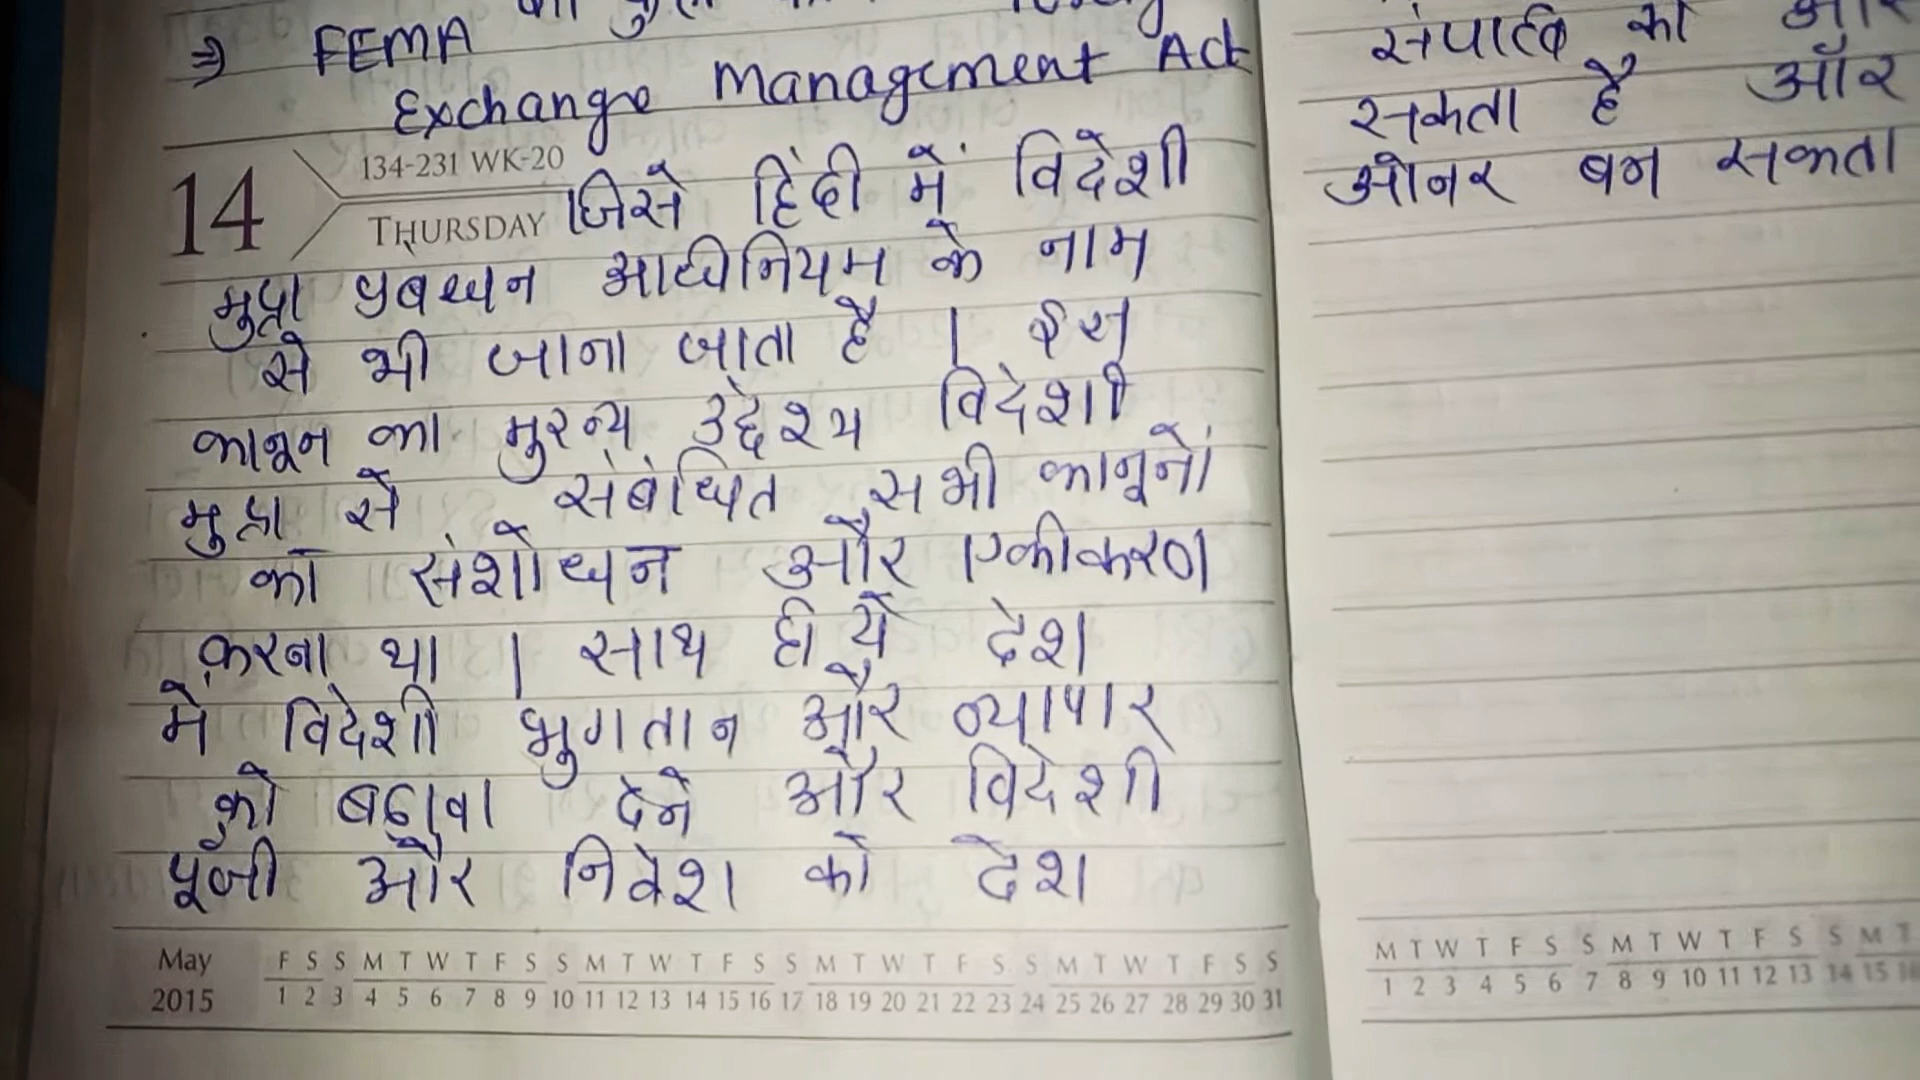 ⇒ FEMA
Exchange Management Act
14
134-231 WK-20
THURSDAY
जिसे हिंदी में विदेशी
मुद्रा प्रबध्धन अधिनियम के नाम
से भी जाना जाता है । इस
कानून का मुख्य उद्देश्य विदेशी
मुद्रा से संबंधित सभी कानूनों
का संशोधन और एकीकरण
करना था । साथ ही ये देश
मे विदेशी भुगतान और व्यापार
को बढावा देने और विदेशी
पूंजी और निवेश को देश
May
2015
F S S M T W T F S S M T W T F S S M T W T F S S M T W T F S S
1 2 3 4 5 6 7 8 9 10 11 12 13 14 15 16 17 18 19 20 21 22 23 24 25 26 27 28 29 30 31
को और
सकता है और
ओनर बन सकता
M T W T F S S M T W T F S S M T
1 2 3 4 5 6 7 8 9 10 11 12 13 14 15 16